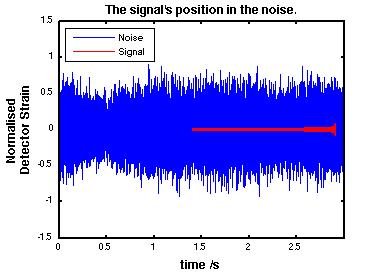 The signal's position in the noise.
Noise
Signal
Normalised
Detector Strain
1.5
1
0.5
0
-0.5
-1
-1.5
0
0.5
1
1.5
2
2.5
time /s